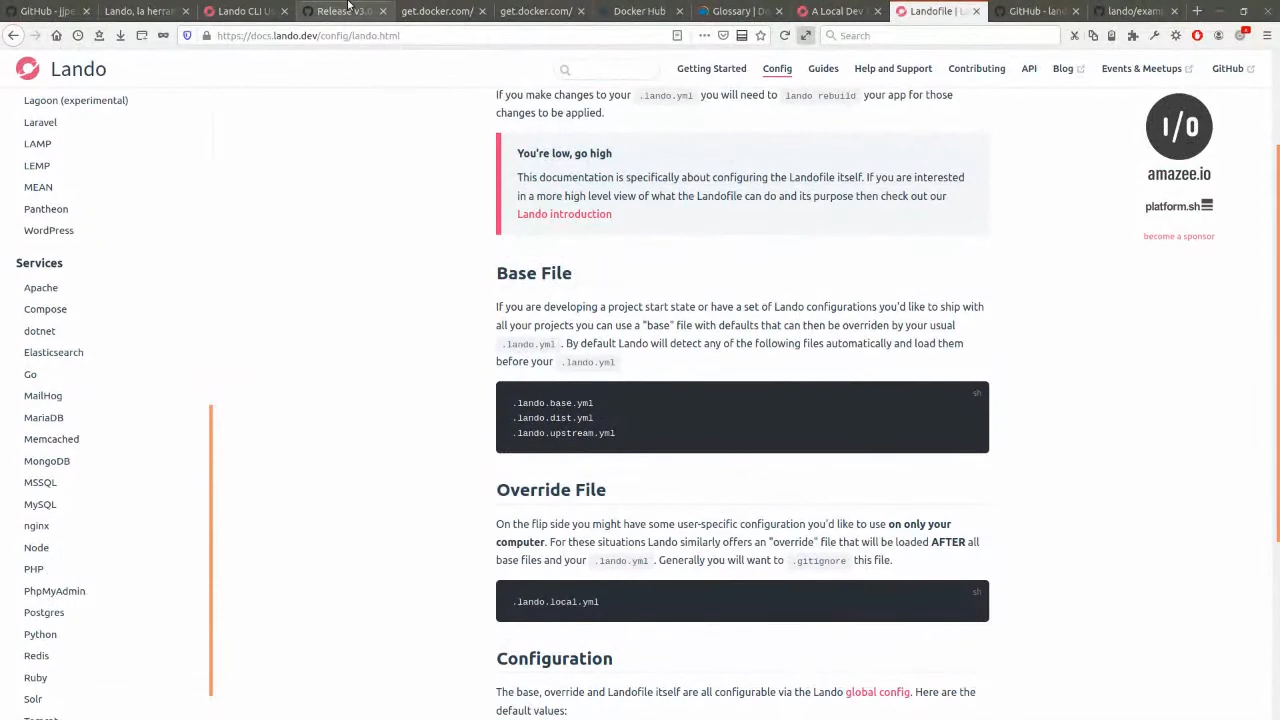 GitHub - jjpe
Lando, la herram
Lando CLI Us
Release v3.0
get.docker.com/
get.docker.com/
Docker Hub
Glossary | Do
A Local Dev E
Landofile | La
GitHub - land
lando/exam
https://docs.lando.dev/config/lando.html
Search
Lando
Getting Started
Config
Guides
Help and Support
Contributing
API
Blog
Events & Meetups
GitHub
Lagoon (experimental)
Laravel
LAMP
LEMP
MEAN
Pantheon
WordPress
Services
Apache
Compose
dotnet
Elasticsearch
Go
MailHog
MariaDB
Memcached
MongoDB
MSSQL
MySQL
nginx
Node
PHP
PhpMyAdmin
Postgres
Python
Redis
Ruby
Solr
If you make changes to your .lando.yml you will need to lando rebuild your app for those
changes to be applied.
You're low, go high
This documentation is specifically about configuring the Landofile itself. If you are interested
in a more high level view of what the Landofile can do and its purpose then check out our
Lando introduction
Base File
If you are developing a project start state or have a set of Lando configurations you'd like to ship with
all your projects you can use a "base" file with defaults that can then be overriden by your usual
.lando.yml . By default Lando will detect any of the following files automatically and load them
before your .lando.yml
sh
.lando.base.yml
.lando.dist.yml
.lando.upstream.yml
Override File
On the flip side you might have some user-specific configuration you'd like to use on only your
computer. For these situations Lando similarly offers an "override" file that will be loaded AFTER all
base files and your .lando.yml . Generally you will want to .gitignore this file.
sh
.lando.local.yml
Configuration
The base, override and Landofile itself are all configurable via the Lando global config. Here are the
default values:
I/O
amazee.io
platform.sh
become a sponsor